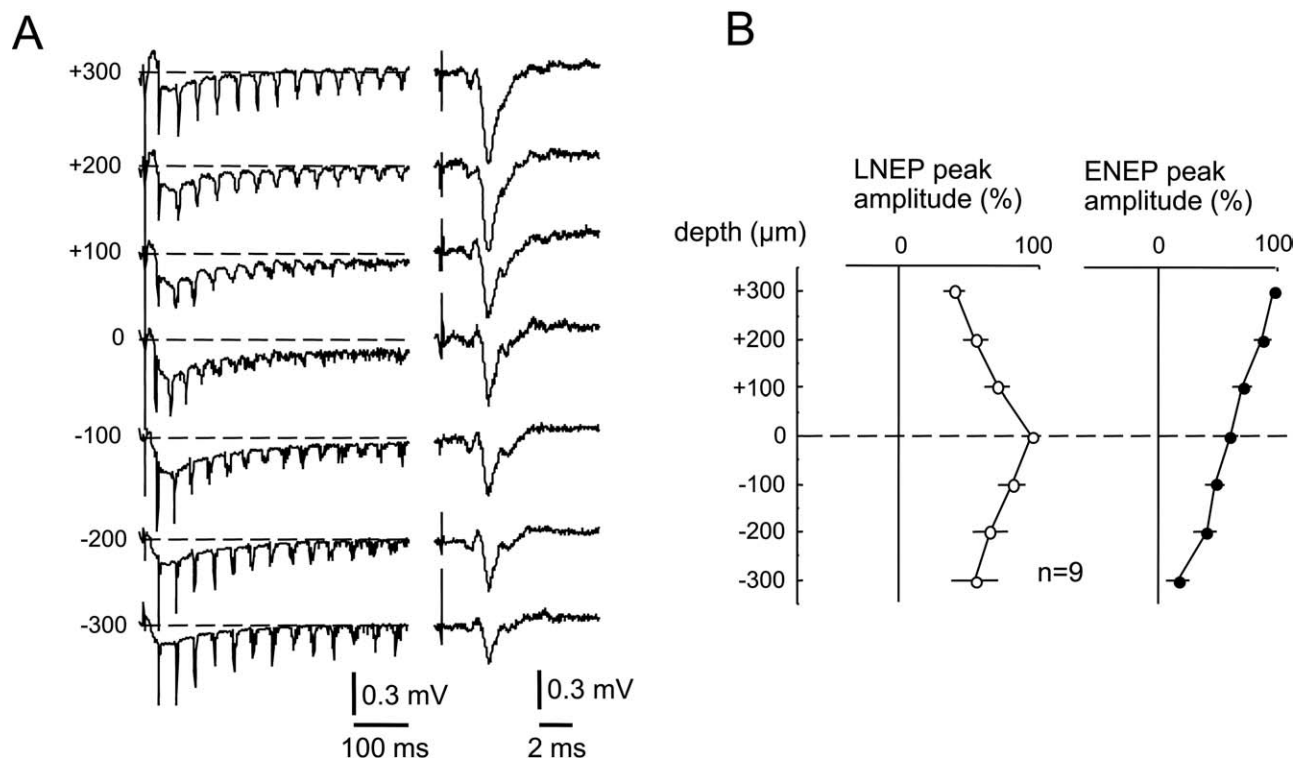 A
B
+300
+200
+100
0
-100
-200
-300
0.3 mV
100 ms
0.3 mV
2 ms
LNEP peak
amplitude (%)
ENEP peak
amplitude (%)
depth (µm)
0
100
0
100
+300
+200
+100
0
-100
-200
-300
n=9